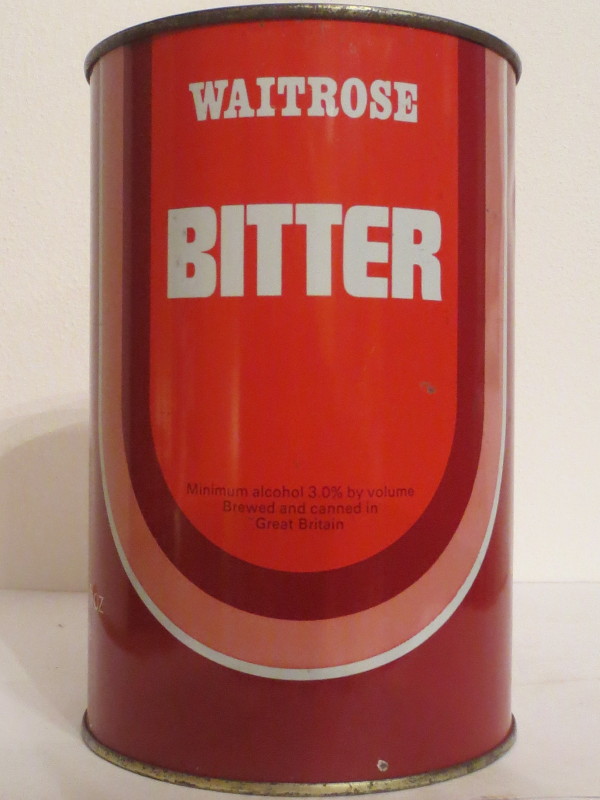 WAITROSE
BITTER
Minimum alcohol 3.0% by volume
Brewed and canned in
Great Britain